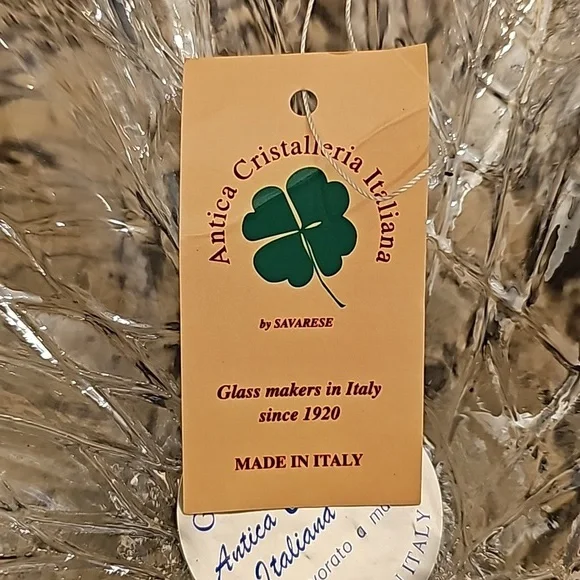 Antica Cristalleria Italiana
by SAVARESE
Glass makers in Italy
since 1920
MADE IN ITALY
Antica
Italiana
a
ITALY